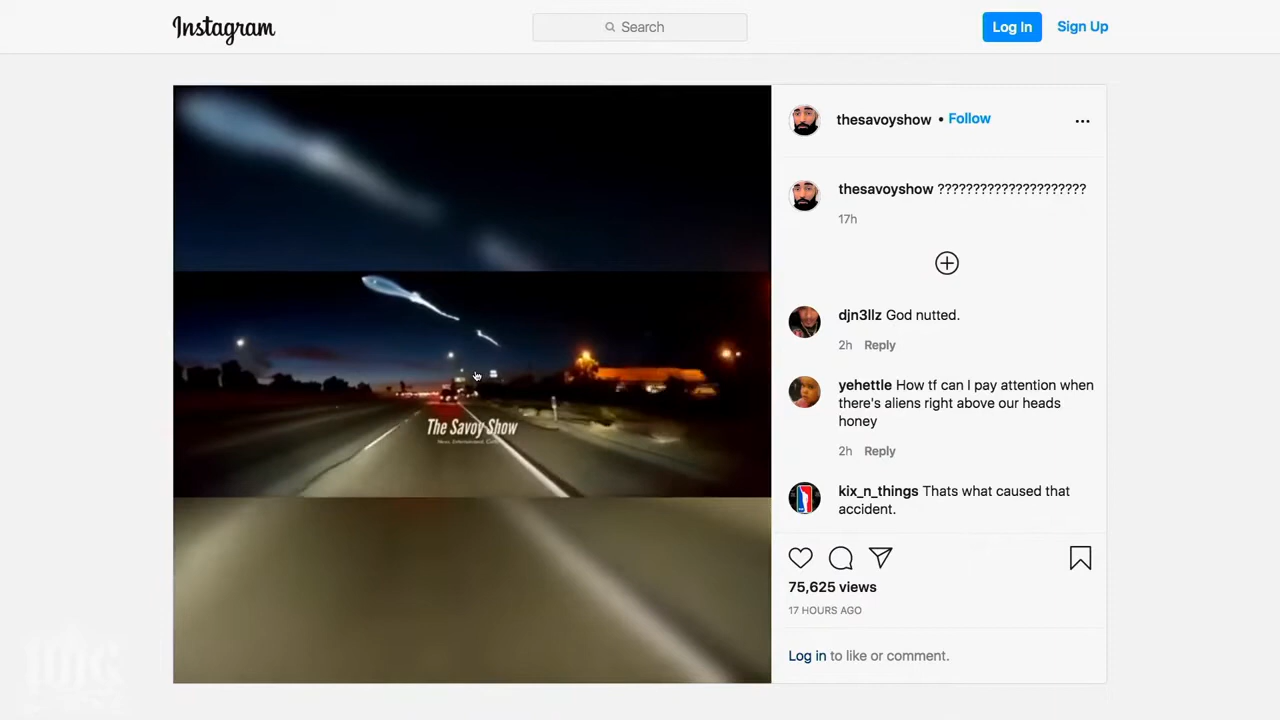 Instagram
Search
Log In
Sign Up
thesavoyshow • Follow
thesavoyshow ?????????????????????
17h
djn3llz God nutted.
2h Reply
yehettle How tf can I pay attention when
there's aliens right above our heads
honey
2h Reply
kix_n_things Thats what caused that
accident.
The Savoy Show
75,625 views
17 HOURS AGO
Log in to like or comment.